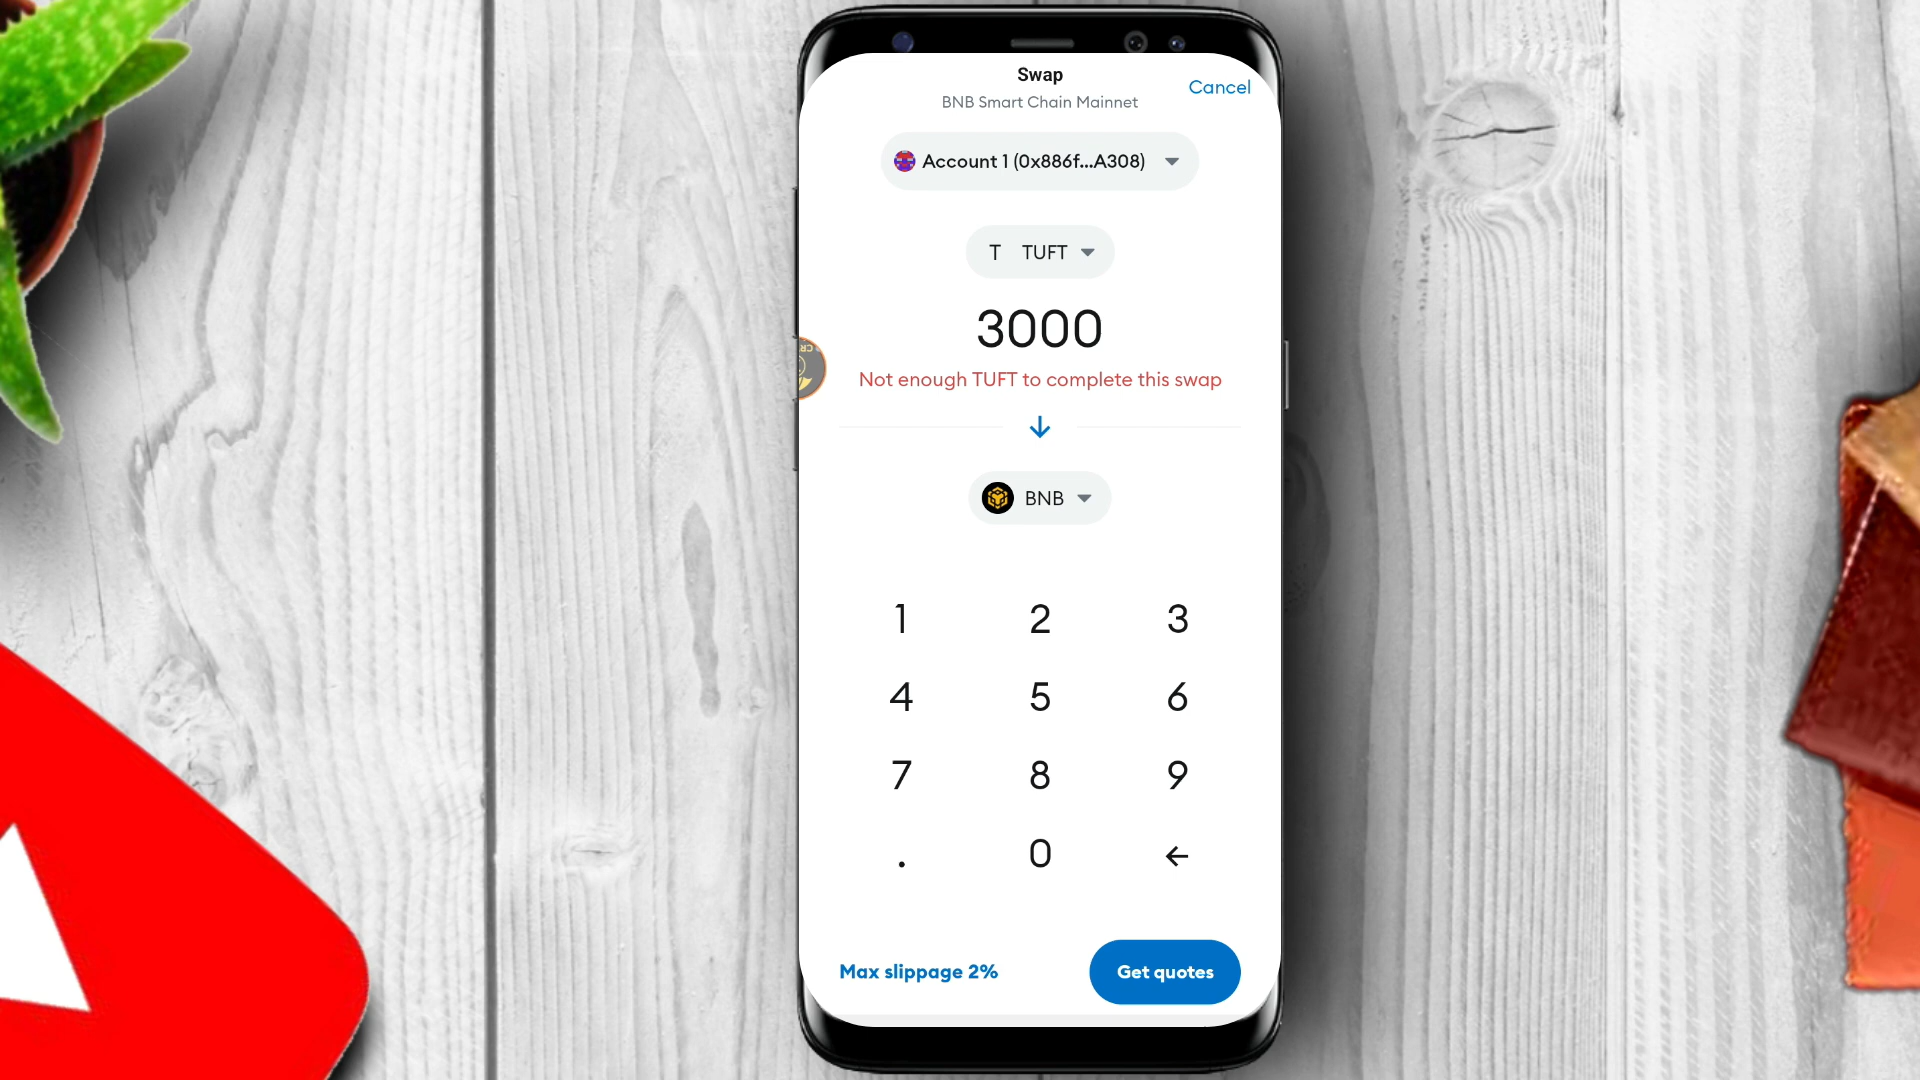 Swap
Cancel
BNB Smart Chain Mainnet
Account 1 (0x886f...A308)
T TUFT
3000
Not enough TUFT to complete this swap
BNB
1 2 3
4 5 6
7 8 9
. 0 ←
Max slippage 2%
Get quotes